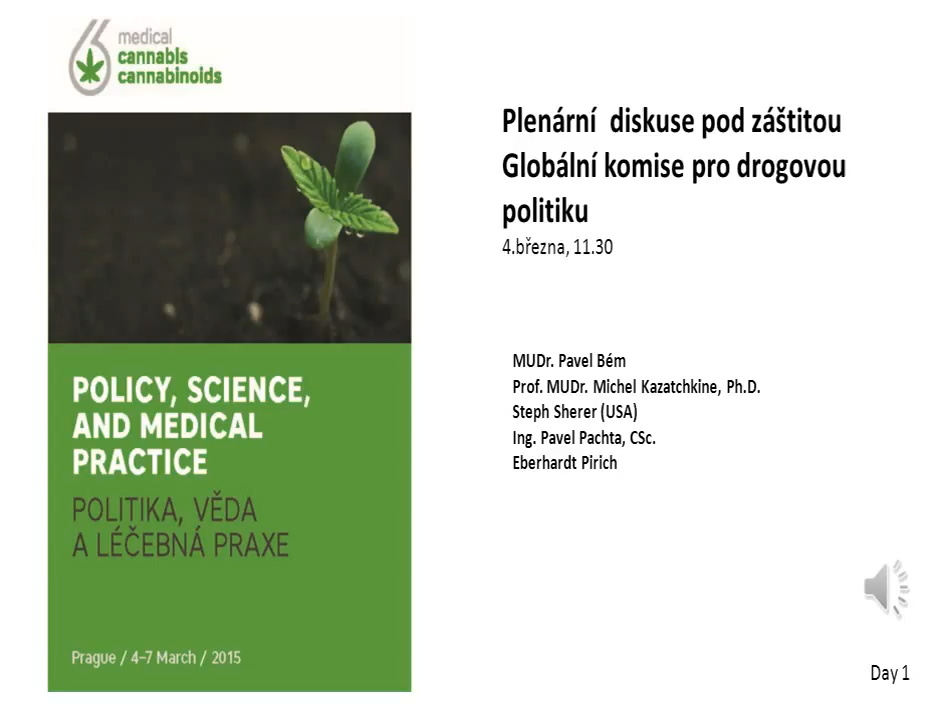 medical
cannabis
cannabinoids
POLICY, SCIENCE,
AND MEDICAL
PRACTICE
POLITIKA, VĚDA
A LÉČEBNÁ PRAXE
Prague / 4–7 March / 2015
Plenární diskuse pod záštitou
Globální komise pro drogovou
politiku
4.března, 11.30
MUDr. Pavel Bém
Prof. MUDr. Michel Kazatchkine, Ph.D.
Steph Sherer (USA)
Ing. Pavel Pachta, CSc.
Eberhardt Pirich
Day 1